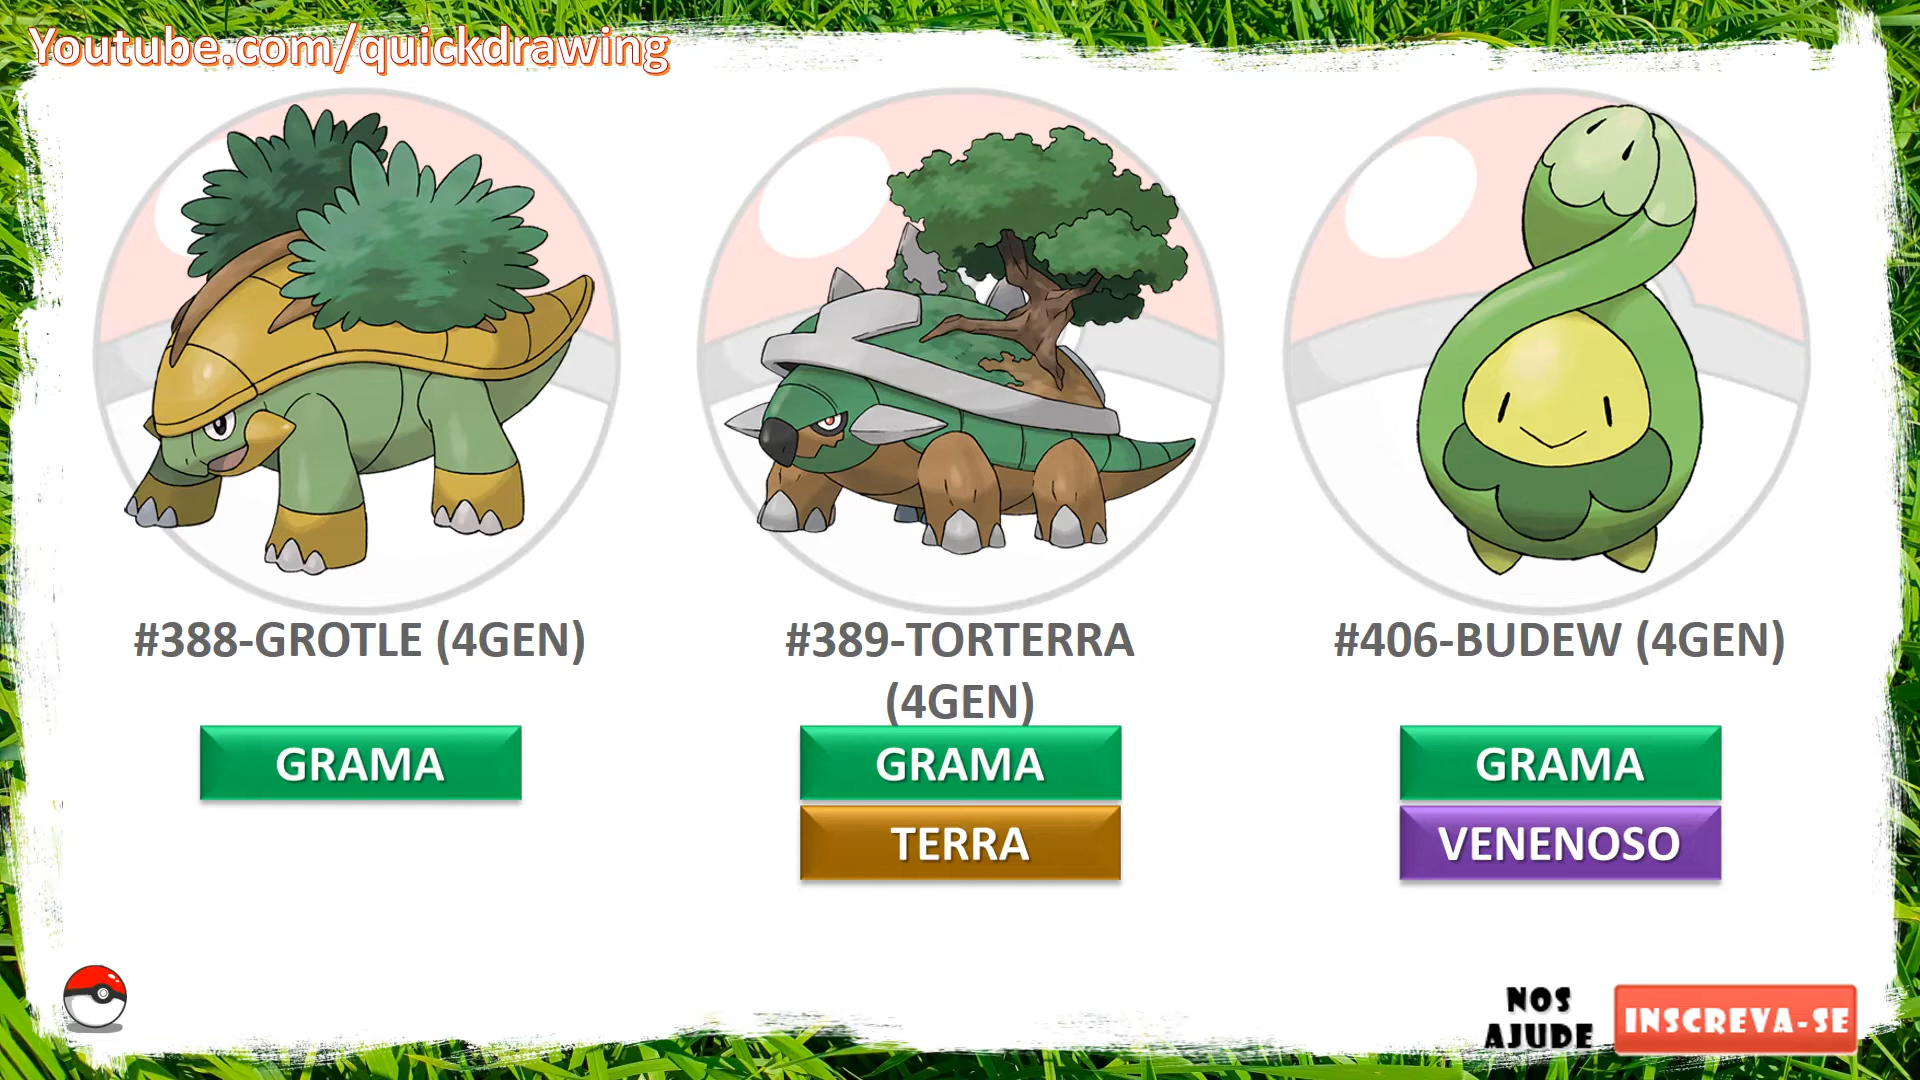 Youtube.com/quickdrawing
#388-GROTLE (4GEN)
GRAMA
#389-TORTERRA
(4GEN)
GRAMA
TERRA
#406-BUDEW (4GEN)
GRAMA
VENENOSO
NOS
AJUDE
INSCREVA-SE